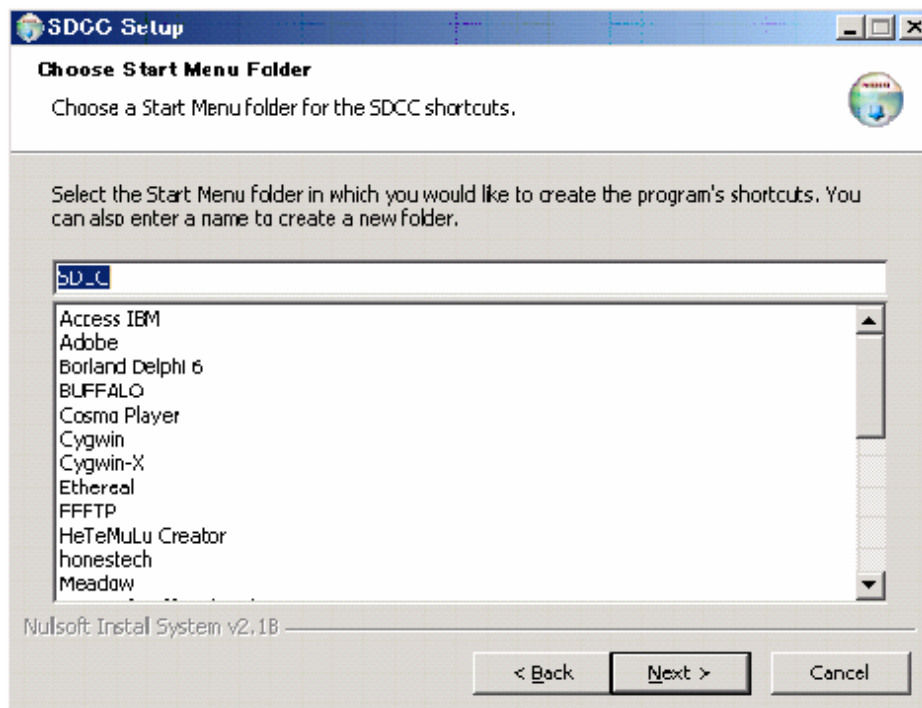 SDCC Setup
Choose Start Menu Folder
Choose a Start Menu folder for the SDCC shortcuts.
Select the Start Menu folder in which you would like to create the program's shortcuts. You
can also enter a name to create a new folder.
SDCC
Access IBM
Adobe
Borland Delphi 6
BUFFALO
Cosmo Player
Cygwin
Cygwin-X
Ethereal
FFFTP
HeTeMuLu Creator
honestech
Meadow
Nullsoft Install System v2.18
< Back
Next >
Cancel